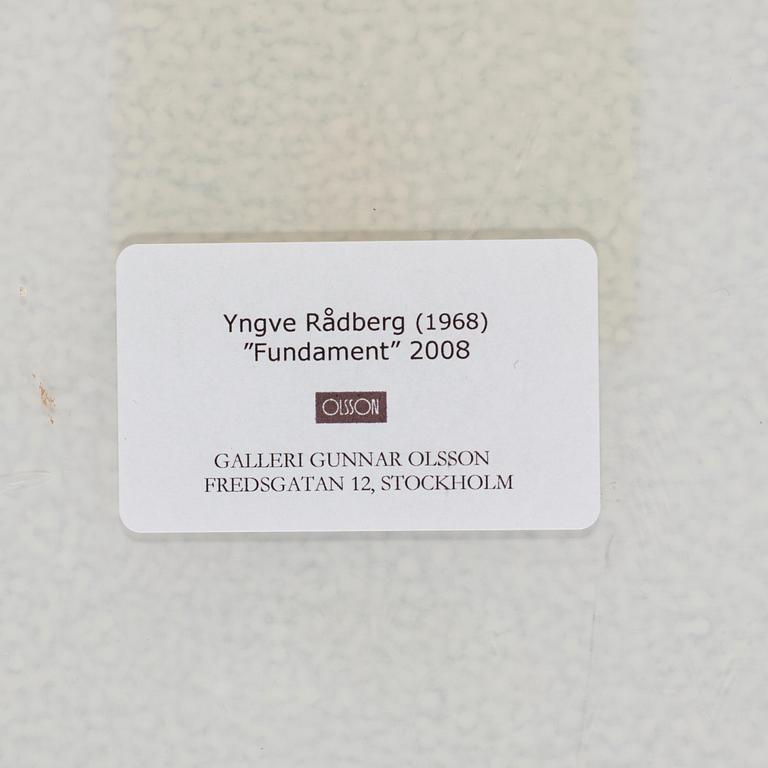 Yngve Rådberg (1968)
”Fundament” 2008
OLSSON
GALLERI GUNNAR OLSSON
FREDSGATAN 12, STOCKHOLM